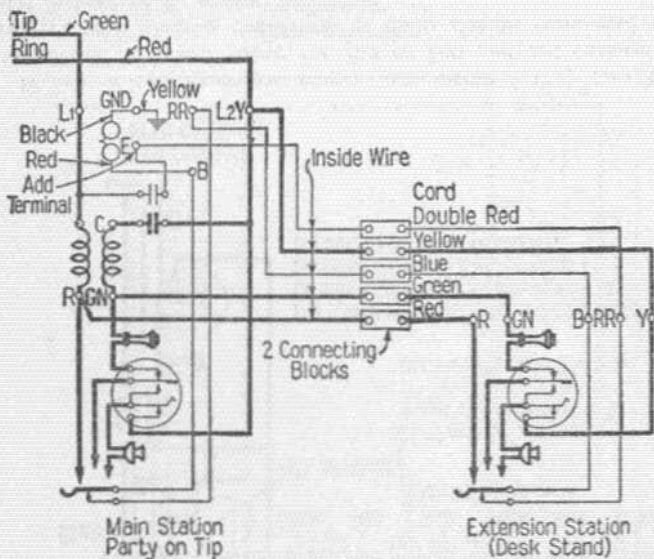 Tip
Green
Ring
Red
L1
GND
Yellow
RR
L2Y
Black
Red
E
B
Add
Terminal
Inside Wire
Cord
Double Red
Yellow
Blue
Green
Red
C
R
GN
R
GN
B
RR
Y
2 Connecting
Blocks
Main Station
Party on Tip
Extension Station
(Desk Stand)